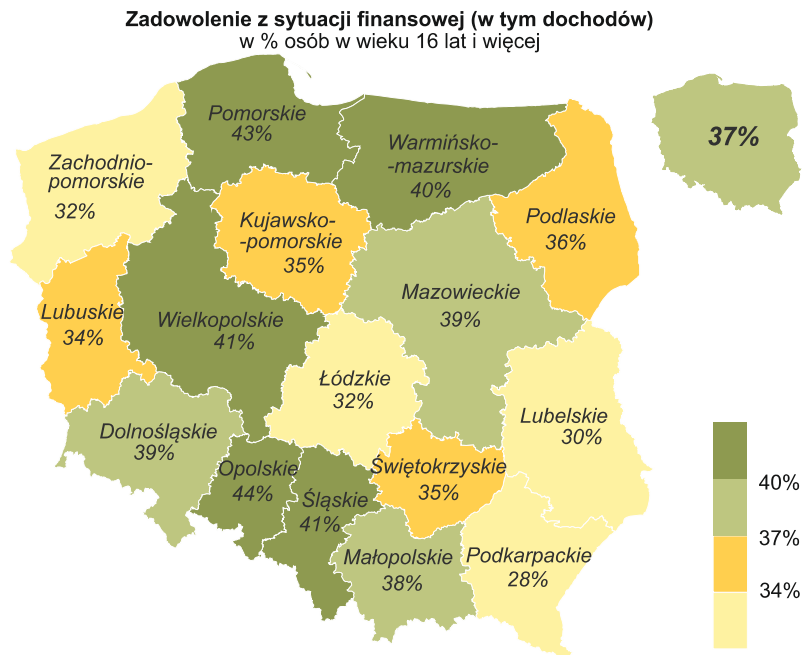 Zadowolenie z sytuacji finansowej (w tym dochodów)
w % osób w wieku 16 lat i więcej
Pomorskie
43%
Warmińsko-
-mazurskie
40%
37%
Zachodnio-
pomorskie
32%
Kujawsko-
-pomorskie
35%
Podlaskie
36%
Lubuskie
34%
Wielkopolskie
41%
Mazowieckie
39%
Łódzkie
32%
Lubelskie
30%
Dolnośląskie
39%
Opolskie
44%
Śląskie
41%
Świętokrzyskie
35%
Małopolskie
38%
Podkarpackie
28%
40%
37%
34%